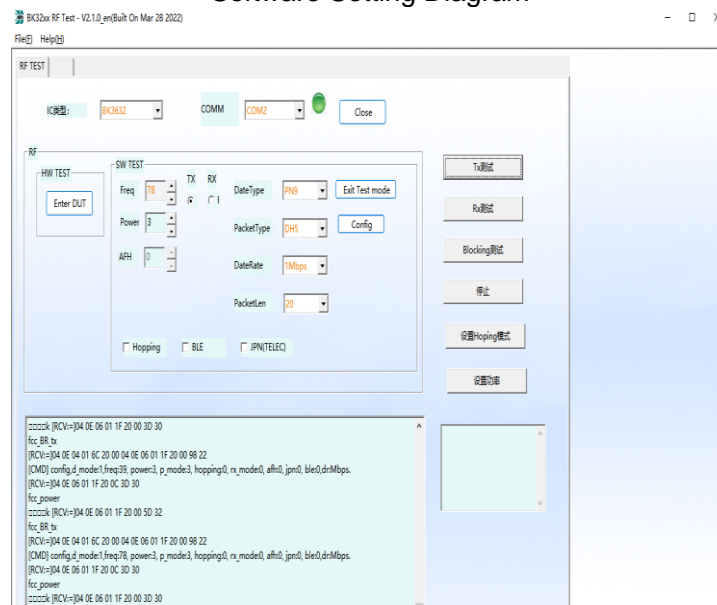 Software Setting Diagram
BK32xx RF Test - V2.1.0_en(Built On Mar 28 2022)
File(F) Help(H)
RF TEST
IC类型: BK3632 COMM COM2 Close
RF
HW TEST
Enter DUT
SW TEST
Freq 78 TX RX DateType PN9 Exit Test mode
Power 3 PacketType DH5 Config
AFH 0 DateRate 1Mbps
PacketLen 20
Hopping BLE JPN(TELEC)
Tx测试
Rx测试
Blocking测试
停止
设置Hoping模式
设置功率
□□□□k [RCV:=]04 0E 06 01 1F 20 00 3D 30
fcc_BR_tx
[RCV:=]04 0E 04 01 6C 20 00 04 0E 06 01 1F 20 00 98 22
[CMD] config,d_mode:1,freq:39, power:3, p_mode:3, hopping:0, rx_mode:0, afh:0, jpn:0, ble:0,dr:Mbps.
[RCV:=]04 0E 06 01 1F 20 0C 3D 30
fcc_power
□□□□k [RCV:=]04 0E 06 01 1F 20 00 5D 32
fcc_BR_tx
[RCV:=]04 0E 04 01 6C 20 00 04 0E 06 01 1F 20 00 98 22
[CMD] config,d_mode:1,freq:78, power:3, p_mode:3, hopping:0, rx_mode:0, afh:0, jpn:0, ble:0,dr:Mbps.
[RCV:=]04 0E 06 01 1F 20 0C 3D 30
fcc_power
□□□□k [RCV:=]04 0E 06 01 1F 20 00 3D 30